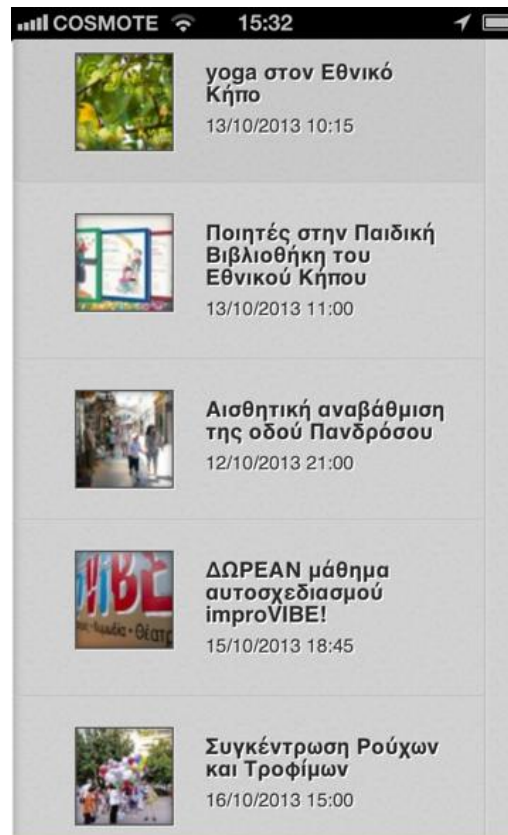 COSMOTE 15:32
yoga στον Εθνικό
Κήπο
13/10/2013 10:15
Ποιητές στην Παιδική
Βιβλιοθήκη του
Εθνικού Κήπου
13/10/2013 11:00
Αισθητική αναβάθμιση
της οδού Πανδρόσου
12/10/2013 21:00
VIBE
Θέατρ
ΔΩΡΕΑΝ μάθημα
αυτοσχεδιασμού
improVIBE!
15/10/2013 18:45
Συγκέντρωση Ρούχων
και Τροφίμων
16/10/2013 15:00